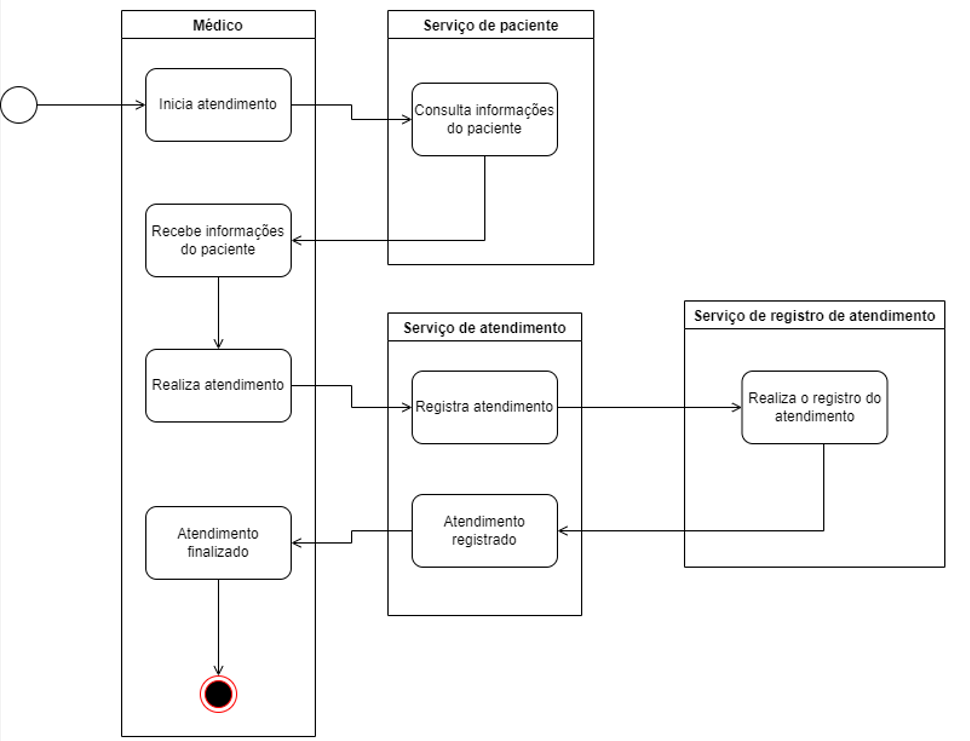 Médico
Serviço de paciente
Inicia atendimento
Consulta informações
do paciente
Recebe informações
do paciente
Serviço de atendimento
Serviço de registro de atendimento
Realiza atendimento
Registra atendimento
Realiza o registro do
atendimento
Atendimento
finalizado
Atendimento
registrado